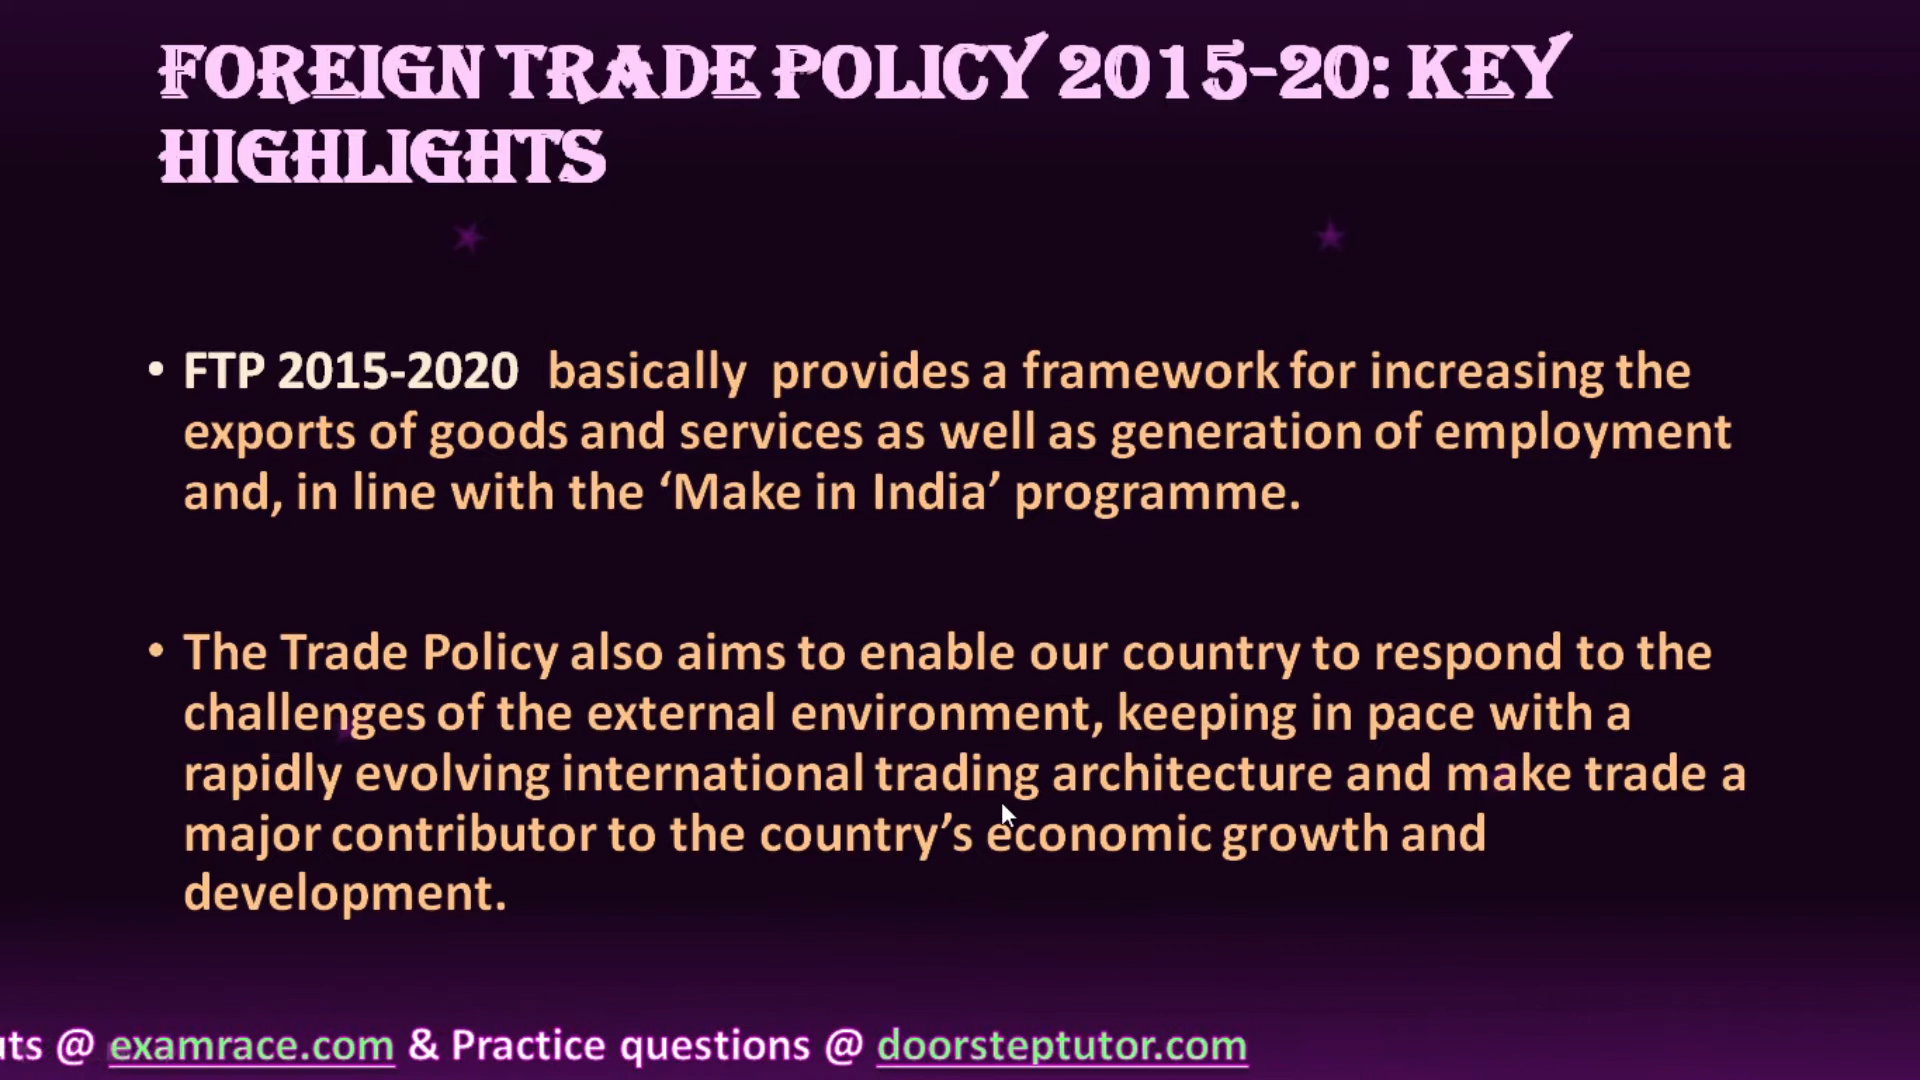 FOREIGN TRADE POLICY 2015-20: KEY
HIGHLIGHTS
• FTP 2015-2020 basically provides a framework for increasing the
exports of goods and services as well as generation of employment
and, in line with the ‘Make in India’ programme.
• The Trade Policy also aims to enable our country to respond to the
challenges of the external environment, keeping in pace with a
rapidly evolving international trading architecture and make trade a
major contributor to the country’s economic growth and
development.
@ examrace.com & Practice questions @ doorsteptutor.com